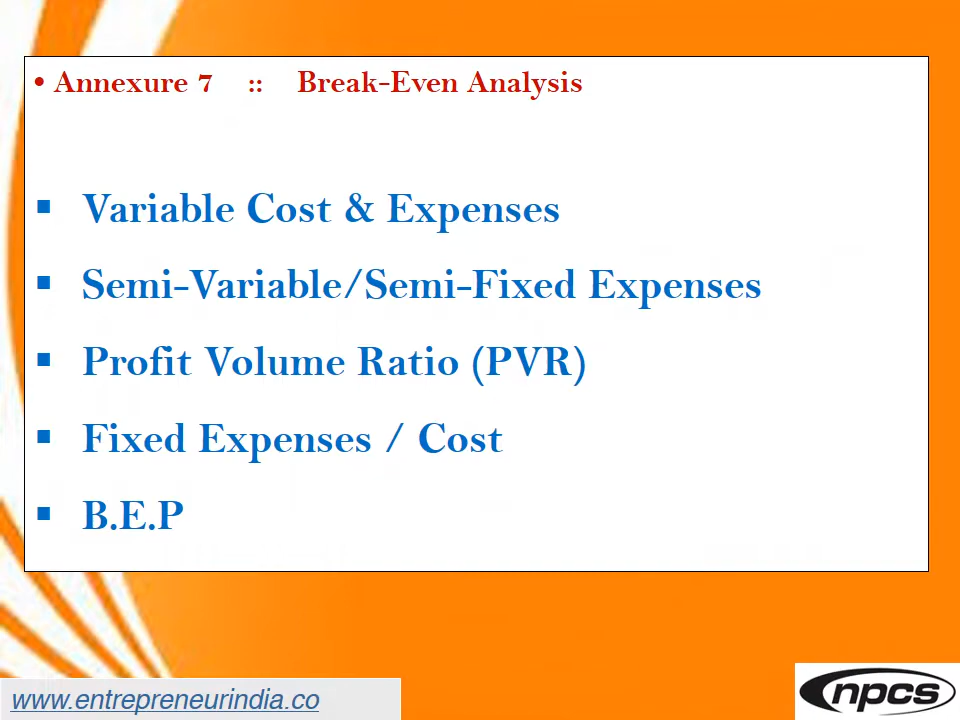 • Annexure 7 :: Break-Even Analysis
▪ Variable Cost & Expenses
▪ Semi-Variable/Semi-Fixed Expenses
▪ Profit Volume Ratio (PVR)
▪ Fixed Expenses / Cost
▪ B.E.P
www.entrepreneurindia.co
npcs